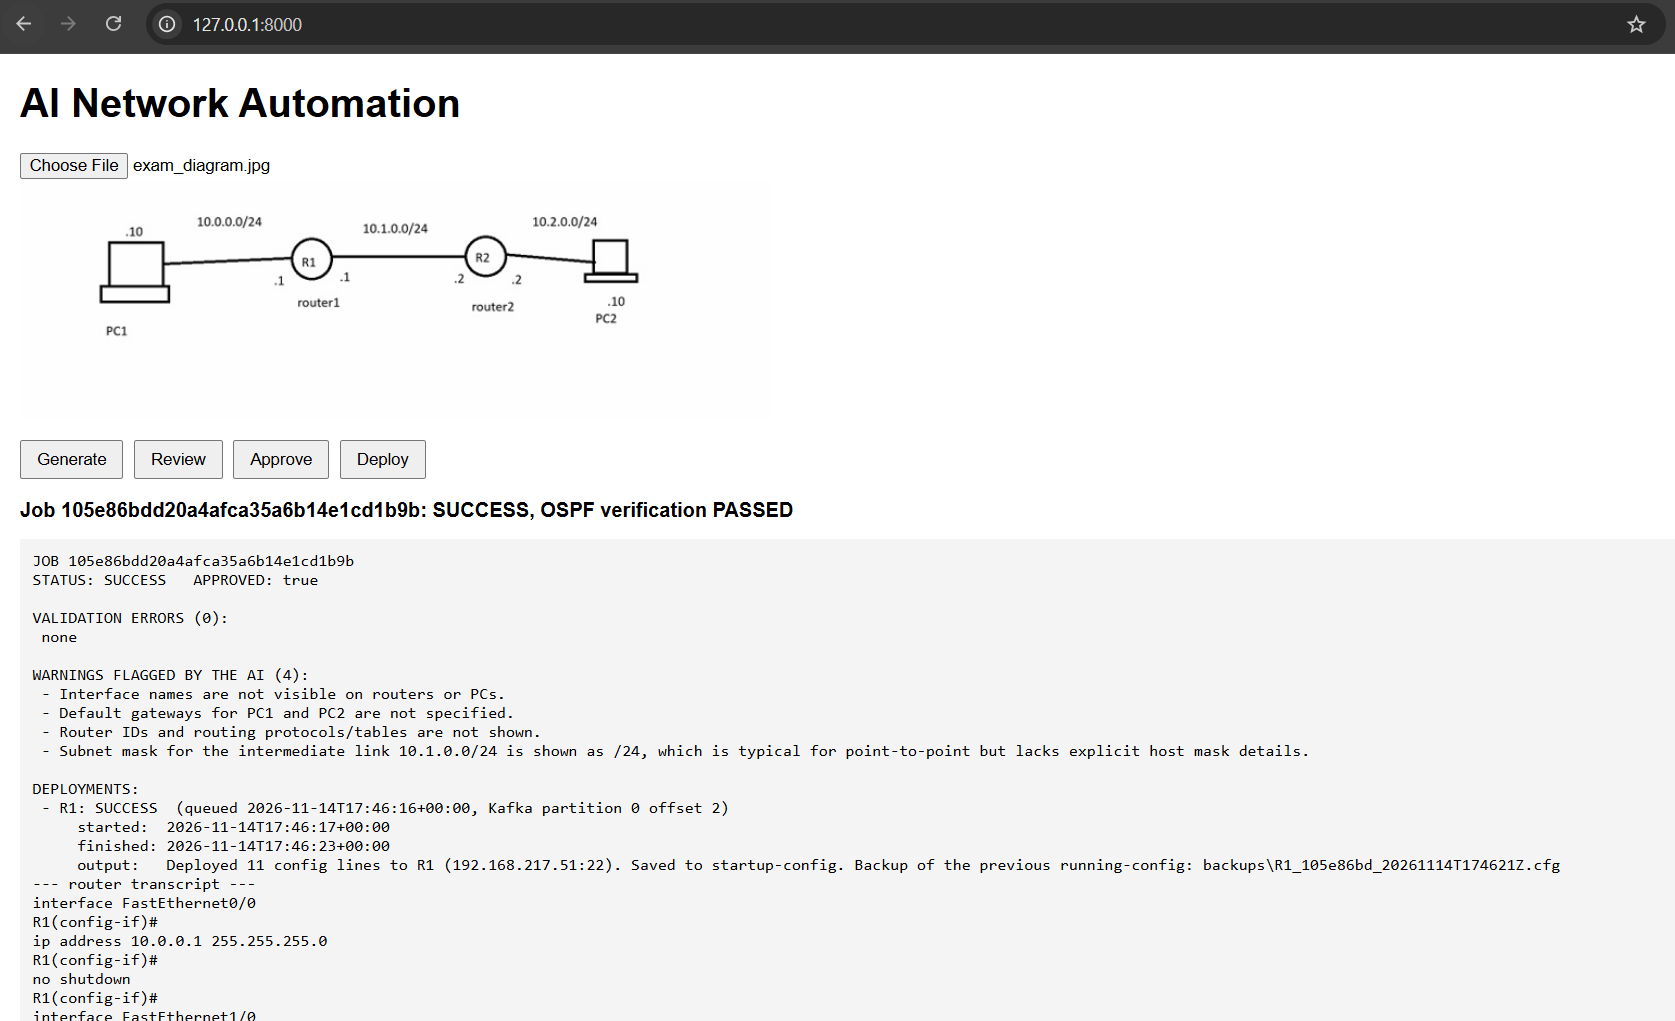 127.0.0.1:8000
AI Network Automation
Choose File exam_diagram.jpg
.10
10.0.0.0/24
10.1.0.0/24
10.2.0.0/24
R1
R2
.1
.1
.2
.2
router1
router2
.10
PC2
PC1
Generate Review Approve Deploy
Job 105e86bdd20a4afca35a6b14e1cd1b9b: SUCCESS, OSPF verification PASSED
JOB 105e86bdd20a4afca35a6b14e1cd1b9b
STATUS: SUCCESS   APPROVED: true
VALIDATION ERRORS (0):
none
WARNINGS FLAGGED BY THE AI (4):
- Interface names are not visible on routers or PCs.
- Default gateways for PC1 and PC2 are not specified.
- Router IDs and routing protocols/tables are not shown.
- Subnet mask for the intermediate link 10.1.0.0/24 is shown as /24, which is typical for point-to-point but lacks explicit host mask details.
DEPLOYMENTS:
- R1: SUCCESS  (queued 2026-11-14T17:46:16+00:00, Kafka partition 0 offset 2)
started:  2026-11-14T17:46:17+00:00
finished: 2026-11-14T17:46:23+00:00
output:   Deployed 11 config lines to R1 (192.168.217.51:22). Saved to startup-config. Backup of the previous running-config: backups\R1_105e86bd_20261114T174621Z.cfg
--- router transcript ---
interface FastEthernet0/0
R1(config-if)#
ip address 10.0.0.1 255.255.255.0
R1(config-if)#
no shutdown
R1(config-if)#
interface FastEthernet1/0